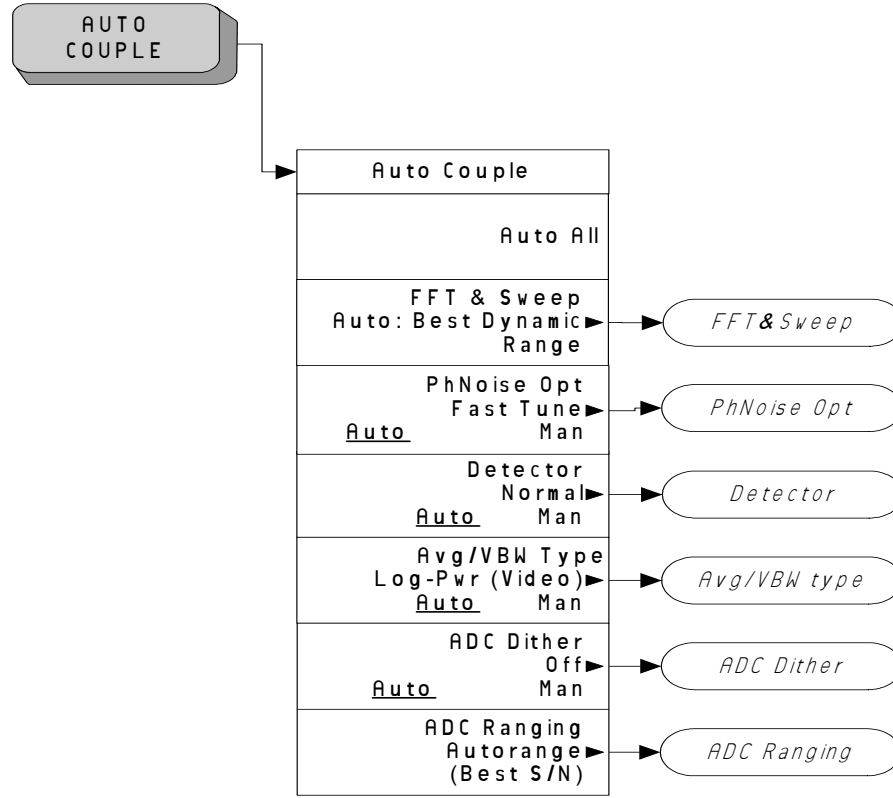 AUTO
COUPLE
Auto Couple
Auto All
FFT & Sweep
Auto: Best Dynamic
Range
FFT & Sweep
PhNoise Opt
Fast Tune
Auto Man
PhNoise Opt
Detector
Normal
Auto Man
Detector
Avg/VBW Type
Log-Pwr (Video)
Auto Man
Avg/VBW type
ADC Dither
Off
Auto Man
ADC Dither
ADC Ranging
Autorange
(Best S/N)
ADC Ranging